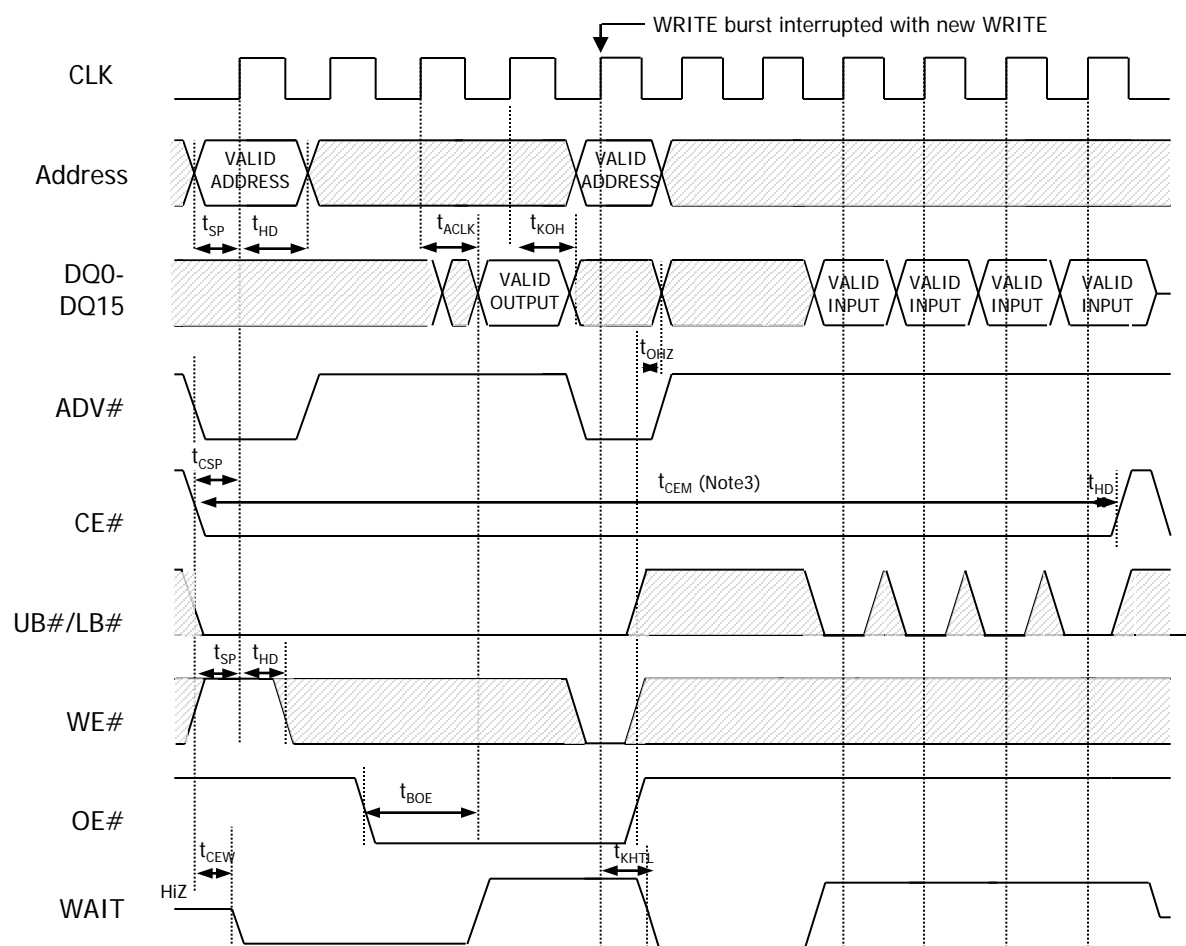 WRITE burst interrupted with new WRITE
CLK
Address
VALID
ADDRESS
VALID
ADDRESS
tSP
tHD
tACLK
tKOH
DQ0-
DQ15
VALID
OUTPUT
VALID
INPUT
VALID
INPUT
VALID
INPUT
VALID
INPUT
tOHZ
ADV#
tCSP
tCEM (Note3)
tHD
CE#
UB#/LB#
tSP
tHD
WE#
tBOE
OE#
tCEW
tKHTL
HiZ
WAIT